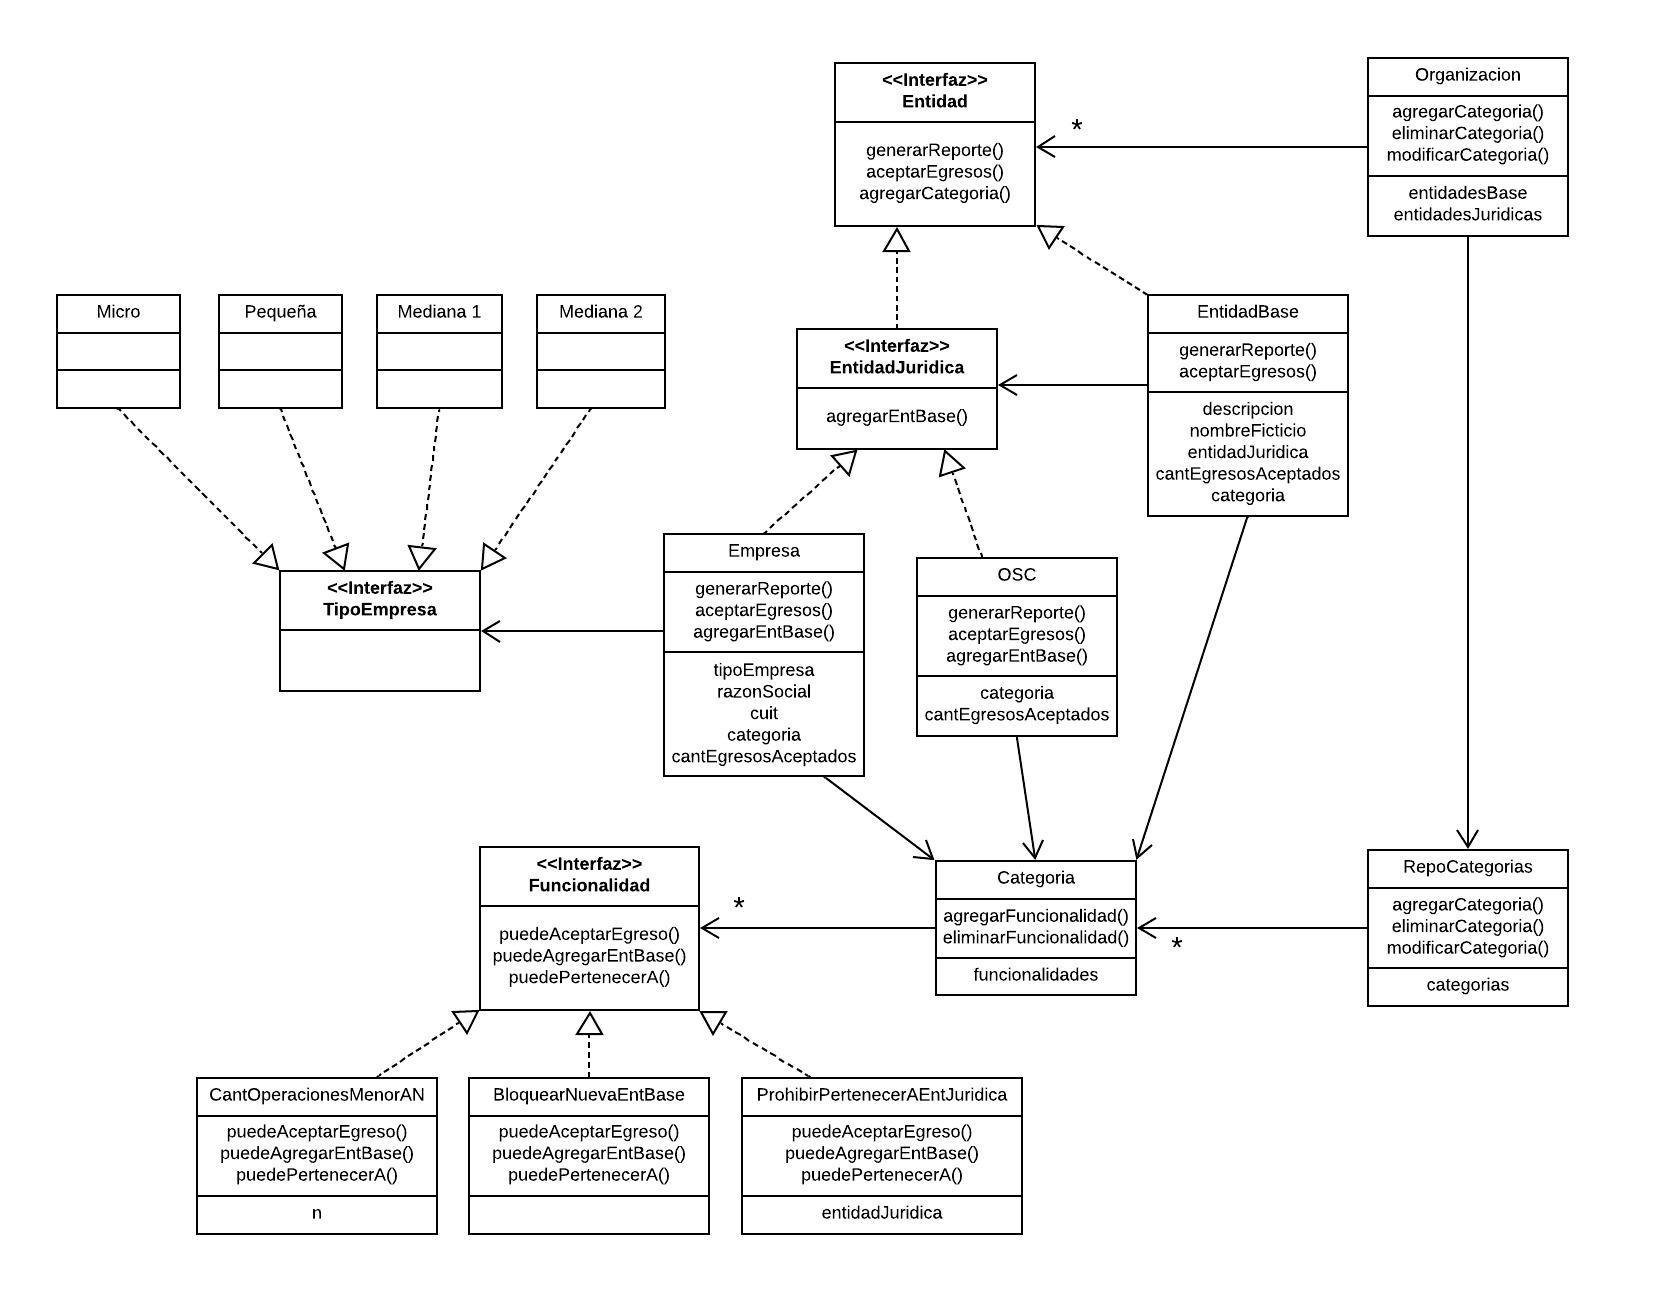 <<Interfaz>>
Entidad
generarReporte()
aceptarEgresos()
agregarCategoria()
*
Organizacion
agregarCategoria()
eliminarCategoria()
modificarCategoria()
entidadesBase
entidadesJuridicas
Micro
Pequeña
Mediana 1
Mediana 2
<<Interfaz>>
EntidadJuridica
agregarEntBase()
EntidadBase
generarReporte()
aceptarEgresos()
descripcion
nombreFicticio
entidadJuridica
cantEgresosAceptados
categoria
<<Interfaz>>
TipoEmpresa
Empresa
generarReporte()
aceptarEgresos()
agregarEntBase()
tipoEmpresa
razonSocial
cuit
categoria
cantEgresosAceptados
OSC
generarReporte()
aceptarEgresos()
agregarEntBase()
categoria
cantEgresosAceptados
<<Interfaz>>
Funcionalidad
puedeAceptarEgreso()
puedeAgregarEntBase()
puedePertenecerA()
*
Categoria
agregarFuncionalidad()
eliminarFuncionalidad()
funcionalidades
*
RepoCategorias
agregarCategoria()
eliminarCategoria()
modificarCategoria()
categorias
CantOperacionesMenorAN
puedeAceptarEgreso()
puedeAgregarEntBase()
puedePertenecerA()
n
BloquearNuevaEntBase
puedeAceptarEgreso()
puedeAgregarEntBase()
puedePertenecerA()
ProhibirPertenecerAEntJuridica
puedeAceptarEgreso()
puedeAgregarEntBase()
puedePertenecerA()
entidadJuridica